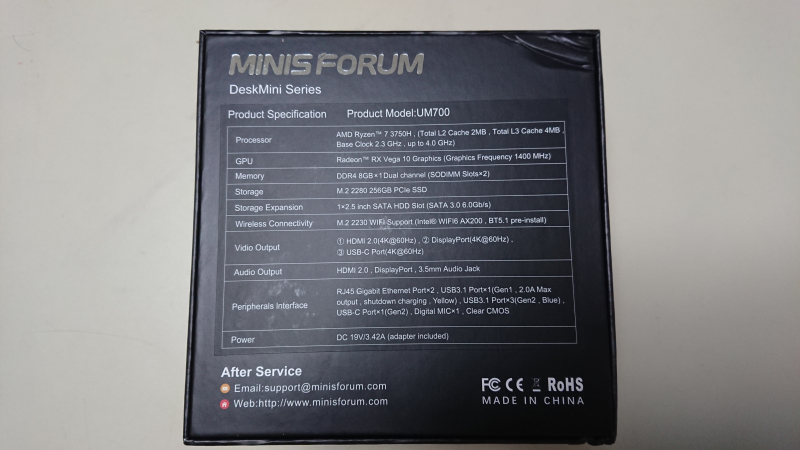 MINISFORUM
DeskMini Series
Product Specification Product Model:UM700
Processor AMD Ryzen™ 7 3750H , (Total L2 Cache 2MB , Total L3 Cache 4MB ,
Base Clock 2.3 GHz , up to 4.0 GHz)
GPU Radeon™ RX Vega 10 Graphics (Graphics Frequency 1400 MHz)
Memory DDR4 8GB×1 Dual channel (SODIMM Slots×2)
Storage M.2 2280 256GB PCIe SSD
Storage Expansion 1×2.5 inch SATA HDD Slot (SATA 3.0 6.0Gb/s)
Wireless Connectivity M.2 2230 WIFI Support (Intel® WIFI6 AX200 , BT5.1 pre-install)
Vidio Output ① HDMI 2.0(4K@60Hz) , ② DisplayPort(4K@60Hz) ,
③ USB-C Port(4K@60Hz)
Audio Output HDMI 2.0 , DisplayPort , 3.5mm Audio Jack
Peripherals Interface RJ45 Gigabit Ethernet Port×2 , USB3.1 Port×1(Gen1 , 2.0A Max
output , shutdown charging , Yellow) , USB3.1 Port×3(Gen2 , Blue) ,
USB-C Port×1(Gen2) , Digital MIC×1 , Clear CMOS
Power DC 19V/3.42A (adapter included)
After Service
Email:support@minisforum.com
Web:http://www.minisforum.com
FC CE RoHS
MADE IN CHINA